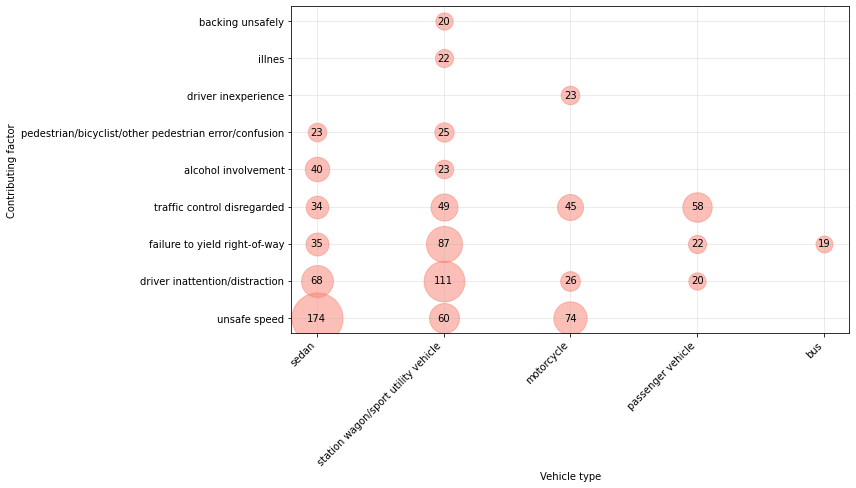 backing unsafely 20
illnes 22
driver inexperience 23
pedestrian/bicyclist/other pedestrian error/confusion 23 25
alcohol involvement 40 23
traffic control disregarded 34 49 45 58
failure to yield right-of-way 35 87 22 19
driver inattention/distraction 68 111 26 20
unsafe speed 174 60 74
Contributing factor
sedan
station wagon/sport utility vehicle
motorcycle
passenger vehicle
bus
Vehicle type